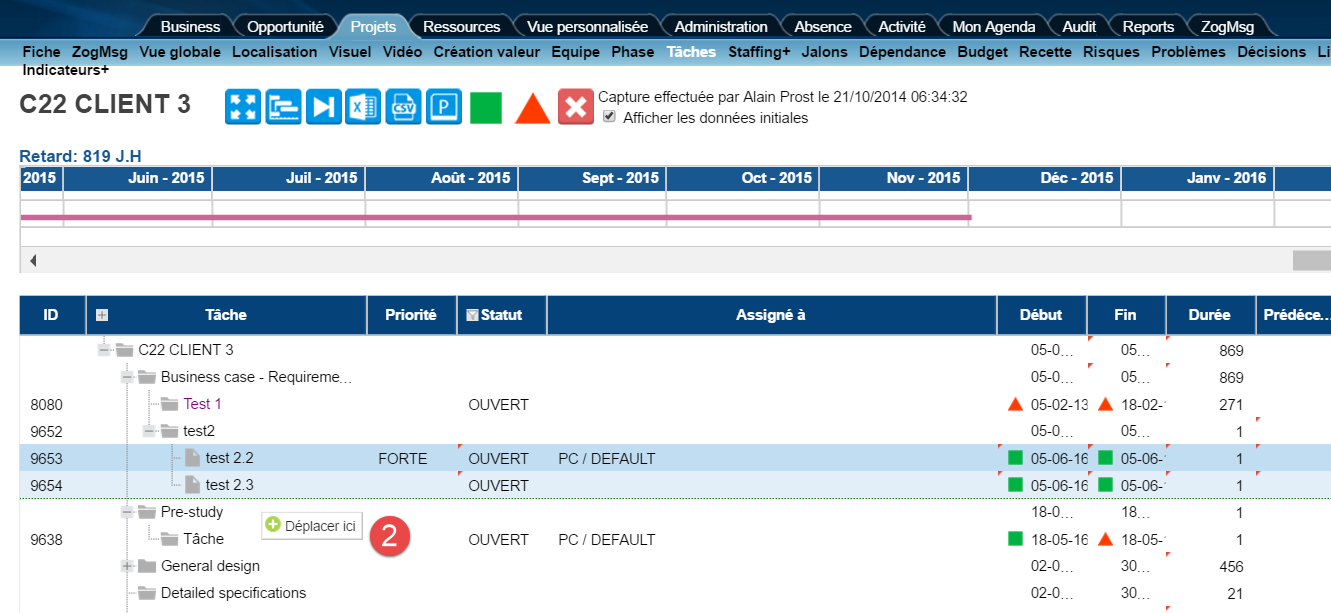 Business Opportunité Projets Ressources Vue personnalisée Administration Absence Activité Mon Agenda Audit Reports ZogMsg
Fiche ZogMsg Vue globale Localisation Visuel Vidéo Création valeur Equipe Phase Tâches Staffing+ Jalons Dépendance Budget Recette Risques Problèmes Décisions Li
Indicateurs+
C22 CLIENT 3
X
CSV
P
Capture effectuée par Alain Prost le 21/10/2014 06:34:32
Afficher les données initiales
Retard: 819 J.H
2015 Juin - 2015 Juil - 2015 Août - 2015 Sept - 2015 Oct - 2015 Nov - 2015 Déc - 2015 Janv - 2016
ID Tâche Priorité Statut Assigné à Début Fin Durée Prédéce...
C22 CLIENT 3 05-0... 05... 869
Business case - Requireme... 05-0... 05... 869
8080 Test 1 OUVERT 05-02-13 18-02- 271
9652 test2 05-0... 05... 1
9653 test 2.2 FORTE OUVERT PC / DEFAULT 05-06-16 05-06- 1
9654 test 2.3 OUVERT 05-06-16 05-06- 1
Pre-study 18-0... 18... 1
Déplacer ici 2
9638 Tâche OUVERT PC / DEFAULT 18-05-16 18-05- 1
General design 02-0... 30... 456
Detailed specifications 02-0... 30... 21